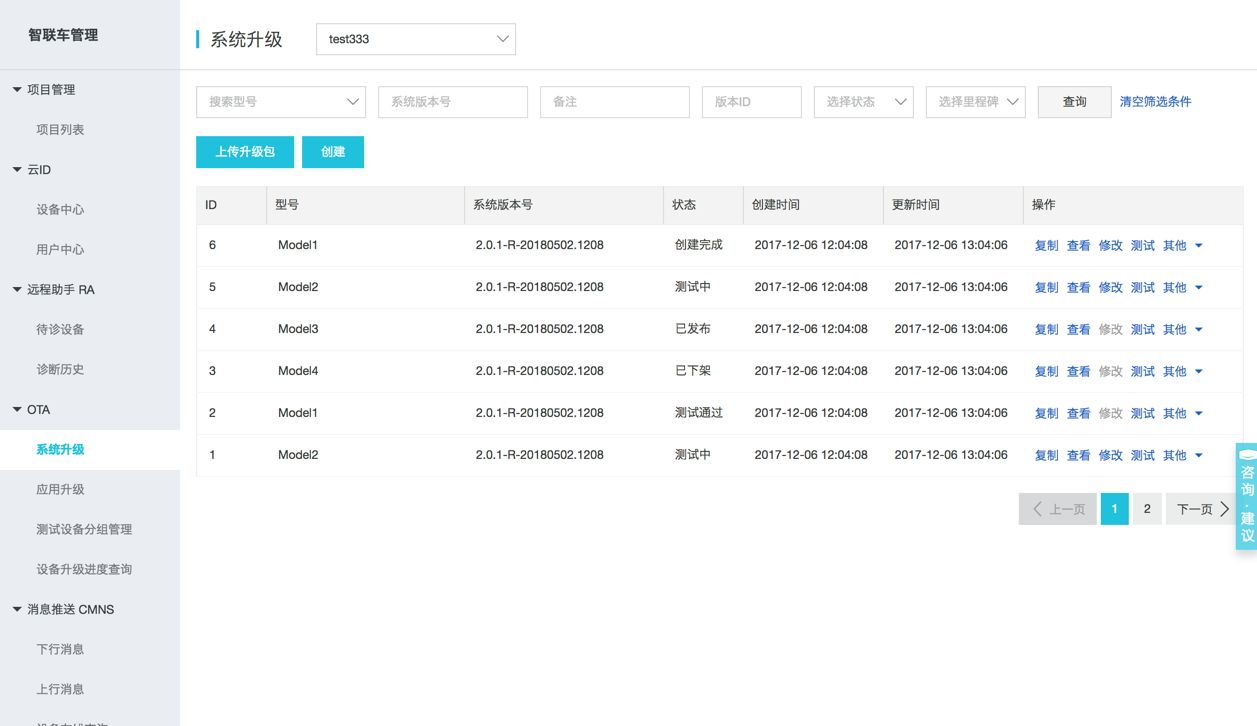 智联车管理
项目管理
项目列表
云ID
设备中心
用户中心
远程助手 RA
待诊设备
诊断历史
OTA
系统升级
应用升级
测试设备分组管理
设备升级进度查询
消息推送 CMNS
下行消息
上行消息
系统升级 test333
搜索型号 系统版本号 备注 版本ID 选择状态 选择里程碑 查询 清空筛选条件
上传升级包 创建
ID 型号 系统版本号 状态 创建时间 更新时间 操作
6 Model1 2.0.1-R-20180502.1208 创建完成 2017-12-06 12:04:08 2017-12-06 13:04:06 复制 查看 修改 测试 其他
5 Model2 2.0.1-R-20180502.1208 测试中 2017-12-06 12:04:08 2017-12-06 13:04:06 复制 查看 修改 测试 其他
4 Model3 2.0.1-R-20180502.1208 已发布 2017-12-06 12:04:08 2017-12-06 13:04:06 复制 查看 修改 测试 其他
3 Model4 2.0.1-R-20180502.1208 已下架 2017-12-06 12:04:08 2017-12-06 13:04:06 复制 查看 修改 测试 其他
2 Model1 2.0.1-R-20180502.1208 测试通过 2017-12-06 12:04:08 2017-12-06 13:04:06 复制 查看 修改 测试 其他
1 Model2 2.0.1-R-20180502.1208 测试中 2017-12-06 12:04:08 2017-12-06 13:04:06 复制 查看 修改 测试 其他
上一页 1 2 下一页
咨询·建议